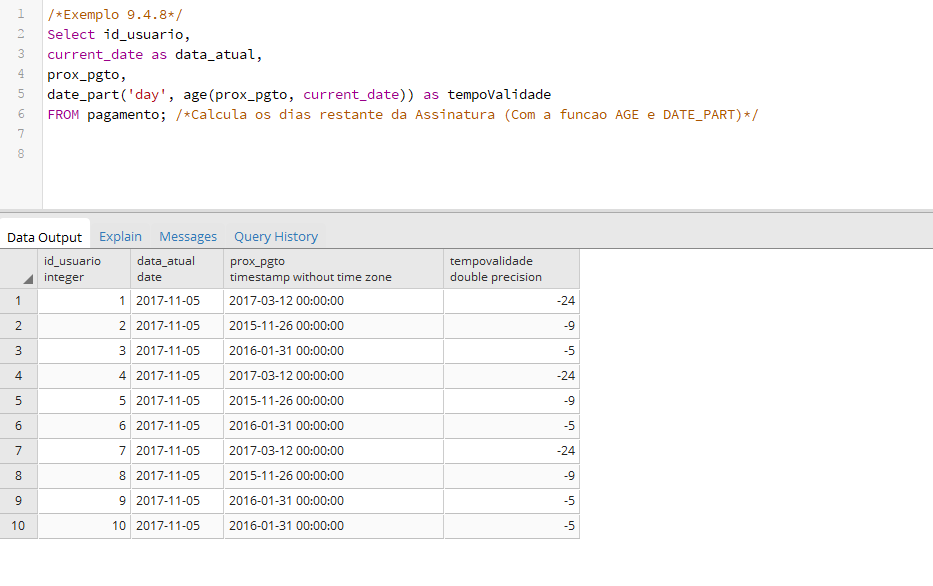 1 /*Exemplo 9.4.8*/
2 Select id_usuario,
3 current_date as data_atual,
4 prox_pgto,
5 date_part('day', age(prox_pgto, current_date)) as tempoValidade
6 FROM pagamento; /*Calcula os dias restante da Assinatura (Com a funcao AGE e DATE_PART)*/
7
8
Data Output Explain Messages Query History
id_usuario data_atual prox_pgto tempovalidade
integer date timestamp without time zone double precision
1 1 2017-11-05 2017-03-12 00:00:00 -24
2 2 2017-11-05 2015-11-26 00:00:00 -9
3 3 2017-11-05 2016-01-31 00:00:00 -5
4 4 2017-11-05 2017-03-12 00:00:00 -24
5 5 2017-11-05 2015-11-26 00:00:00 -9
6 6 2017-11-05 2016-01-31 00:00:00 -5
7 7 2017-11-05 2017-03-12 00:00:00 -24
8 8 2017-11-05 2015-11-26 00:00:00 -9
9 9 2017-11-05 2016-01-31 00:00:00 -5
10 10 2017-11-05 2016-01-31 00:00:00 -5